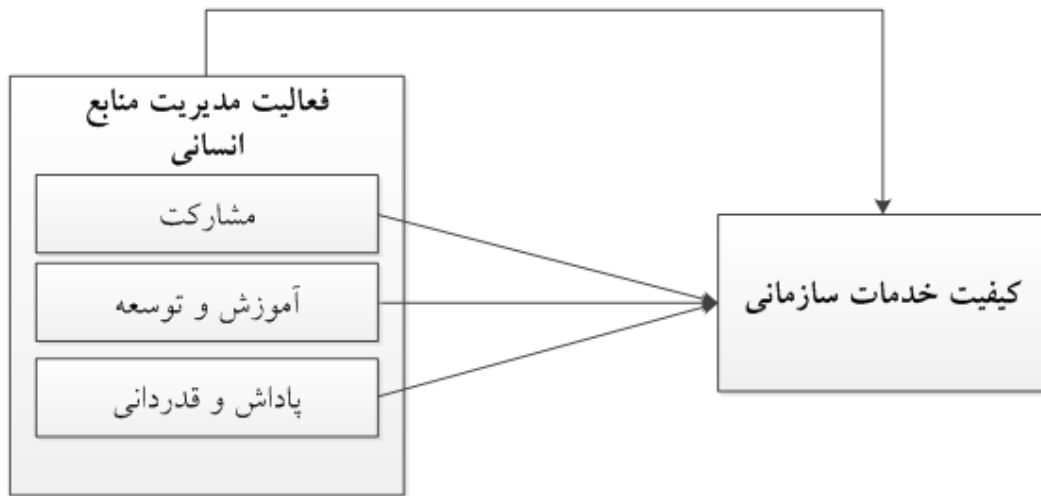 فعالیت مدیریت منابع
انسانی
مشارکت
آموزش و توسعه
پاداش و قدردانی
کیفیت خدمات سازمانی